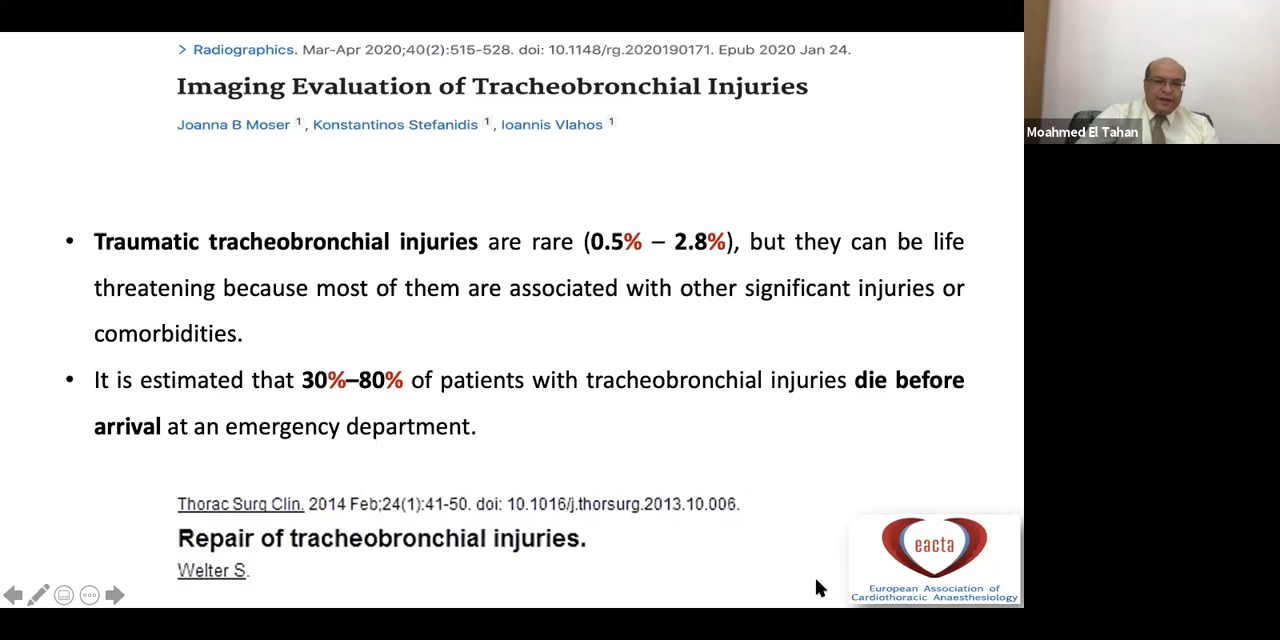 > Radiographics. Mar-Apr 2020;40(2):515-528. doi: 10.1148/rg.2020190171. Epub 2020 Jan 24.
Imaging Evaluation of Tracheobronchial Injuries
Joanna B Moser 1, Konstantinos Stefanidis 1, Ioannis Vlahos 1
Moahmed El Tahan
• Traumatic tracheobronchial injuries are rare (0.5% – 2.8%), but they can be life
threatening because most of them are associated with other significant injuries or
comorbidities.
• It is estimated that 30%–80% of patients with tracheobronchial injuries die before
arrival at an emergency department.
Thorac Surg Clin. 2014 Feb;24(1):41-50. doi: 10.1016/j.thorsurg.2013.10.006.
Repair of tracheobronchial injuries.
Welter S.
eacta
European Association of
Cardiothoracic Anaesthesiology